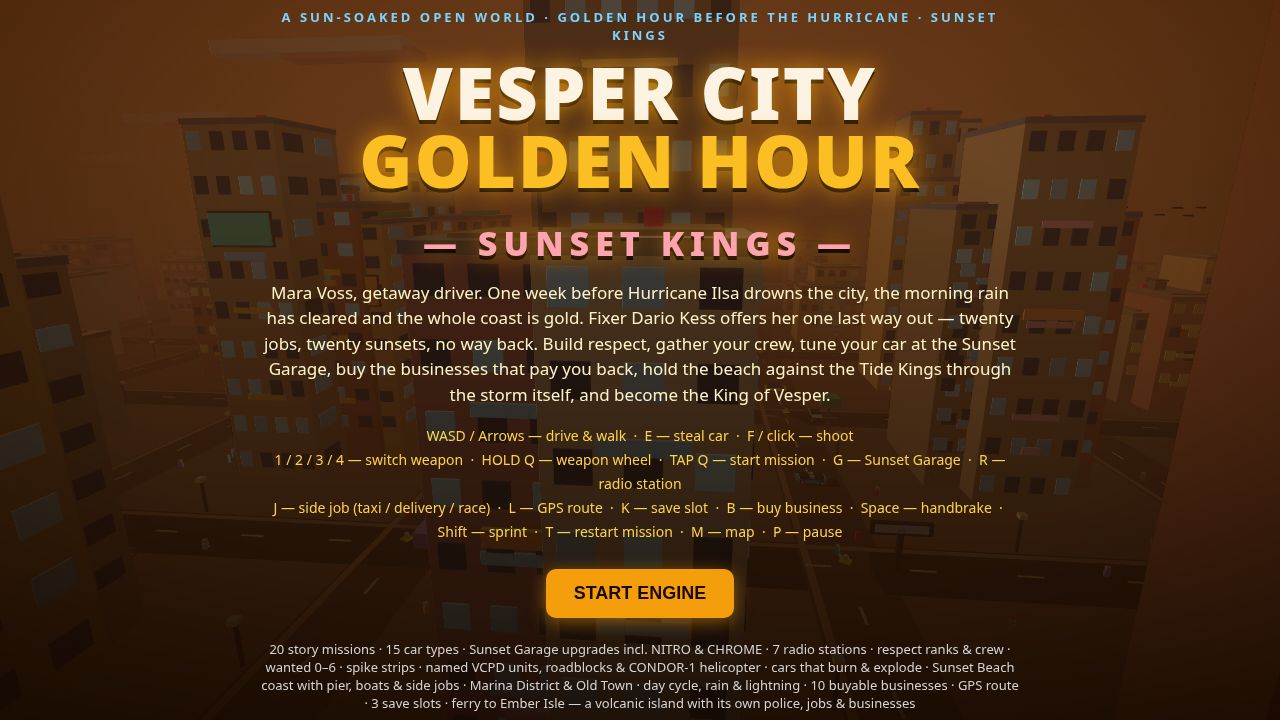 A SUN-SOAKED OPEN WORLD · GOLDEN HOUR BEFORE THE HURRICANE · SUNSET
KINGS
VESPER CITY
GOLDEN HOUR
— SUNSET KINGS —
Mara Voss, getaway driver. One week before Hurricane Ilsa drowns the city, the morning rain
has cleared and the whole coast is gold. Fixer Dario Kess offers her one last way out — twenty
jobs, twenty sunsets, no way back. Build respect, gather your crew, tune your car at the Sunset
Garage, buy the businesses that pay you back, hold the beach against the Tide Kings through
the storm itself, and become the King of Vesper.
WASD / Arrows — drive & walk · E — steal car · F / click — shoot
1 / 2 / 3 / 4 — switch weapon · HOLD Q — weapon wheel · TAP Q — start mission · G — Sunset Garage · R —
radio station
J — side job (taxi / delivery / race) · L — GPS route · K — save slot · B — buy business · Space — handbrake ·
Shift — sprint · T — restart mission · M — map · P — pause
START ENGINE
20 story missions · 15 car types · Sunset Garage upgrades incl. NITRO & CHROME · 7 radio stations · respect ranks & crew ·
wanted 0–6 · spike strips · named VCPD units, roadblocks & CONDOR-1 helicopter · cars that burn & explode · Sunset Beach
coast with pier, boats & side jobs · Marina District & Old Town · day cycle, rain & lightning · 10 buyable businesses · GPS route
· 3 save slots · ferry to Ember Isle — a volcanic island with its own police, jobs & businesses